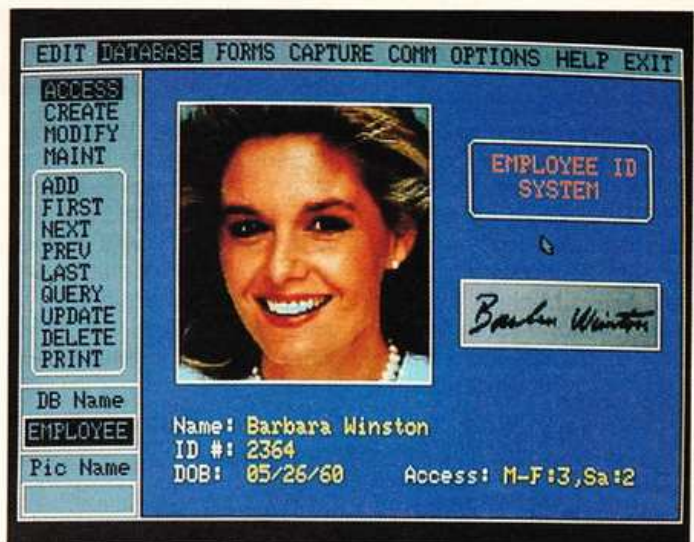 EDIT DATABASE FORMS CAPTURE COMM OPTIONS HELP EXIT
ACCESS
CREATE
MODIFY
MAINT
ADD
FIRST
NEXT
PREV
LAST
QUERY
UPDATE
DELETE
PRINT
DB Name
EMPLOYEE
Pic Name
EMPLOYEE ID
SYSTEM
Barbara Winston
Name: Barbara Winston
ID #: 2364
DOB: 05/26/60 Access: M-F:3,Sa:2